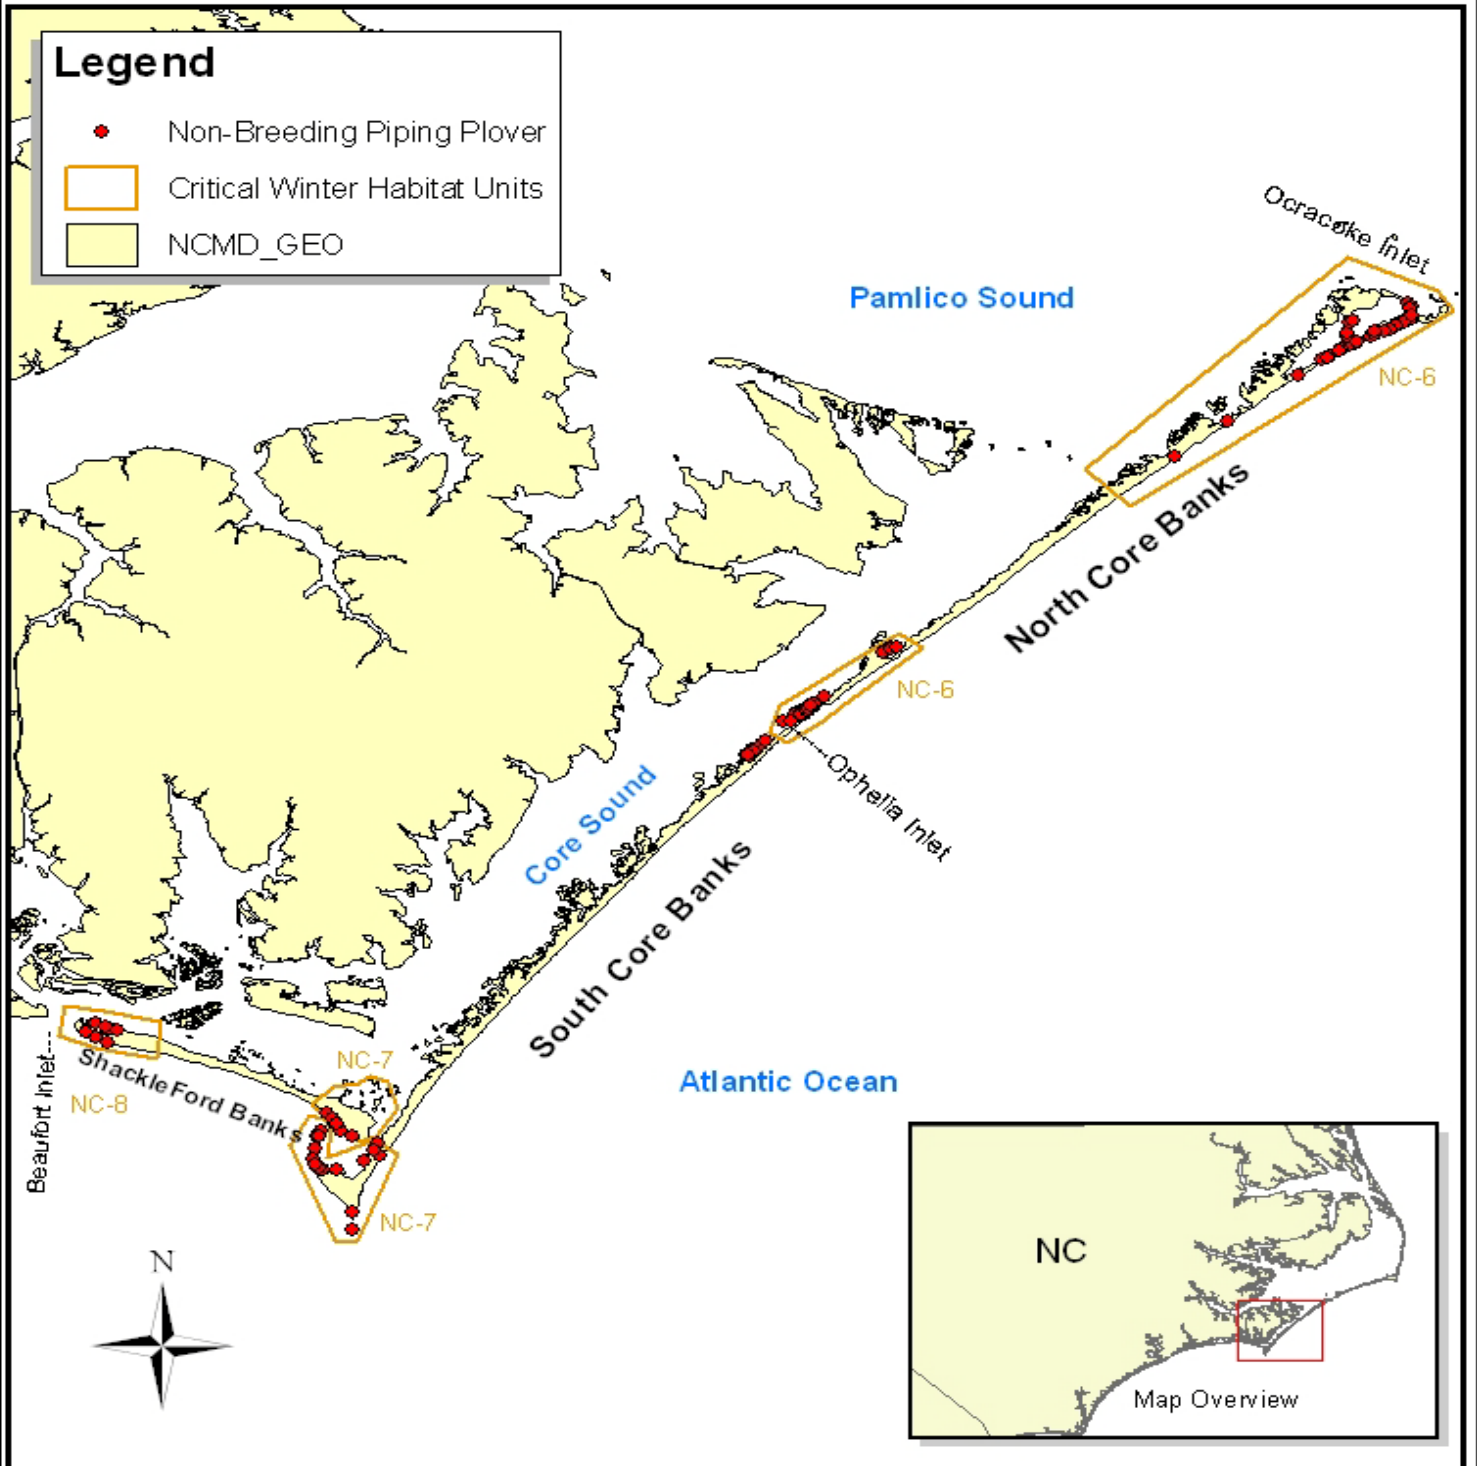 Legend
Non-Breeding Piping Plover
Critical Winter Habitat Units
NCMD_GEO
Ocracoke Inlet
Pamlico Sound
NC-6
North Core Banks
NC-6
Ophelia Inlet
Core Sound
South Core Banks
Atlantic Ocean
NC-7
Shackle Ford Banks
NC-8
Beaufort Inlet
NC-7
N
NC
Map Overview